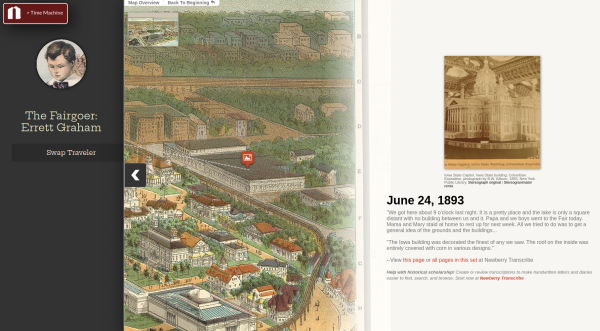 n + Time Machine
Map Overview Back To Beginning
The Fairgoer:
Errett Graham
Swap Traveler
Iowa State Capitol, Iowa State building, Columbian
Exposition, photograph by B.W. Kilburn, 1893. New York
Public Library. Stereograph original | Stereogranimator
June 24, 1893
"We got here about 9 o'clock last night. It is a pretty place and the lake is only a square
distant with no building between us and it. Papa and we boys went to the Fair today.
Mama and Mary staid at home to rest up for next week. All we tried to do was to get a
general idea of the grounds and the buildings...
"The Iowa building was decorated the finest of any we saw. The roof on the inside was
entirely covered with corn in various designs."
--View this page or all pages in this set at Newberry Transcribe
Help with historical scholarship! Create or revise transcriptions to make handwritten letters and diaries
easier to find, search, and browse. Start now at Newberry Transcribe